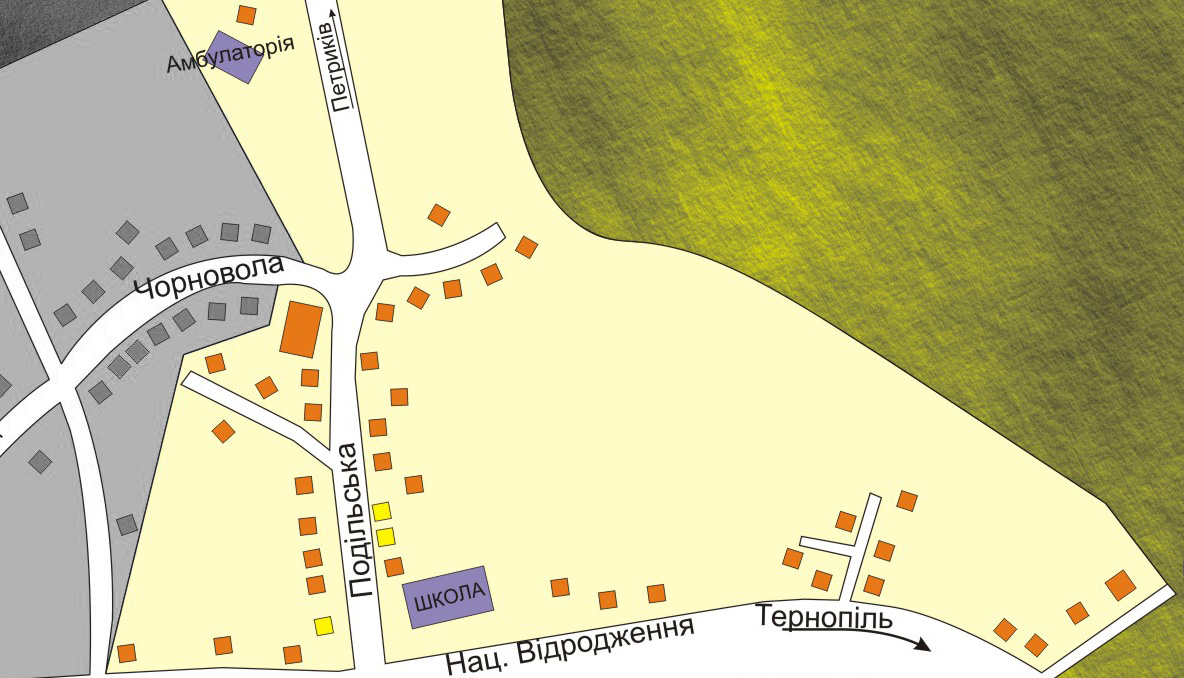 Амбулаторія
Петриків
Чорновола
Подільська
ШКОЛА
Нац. Відродження
Тернопіль